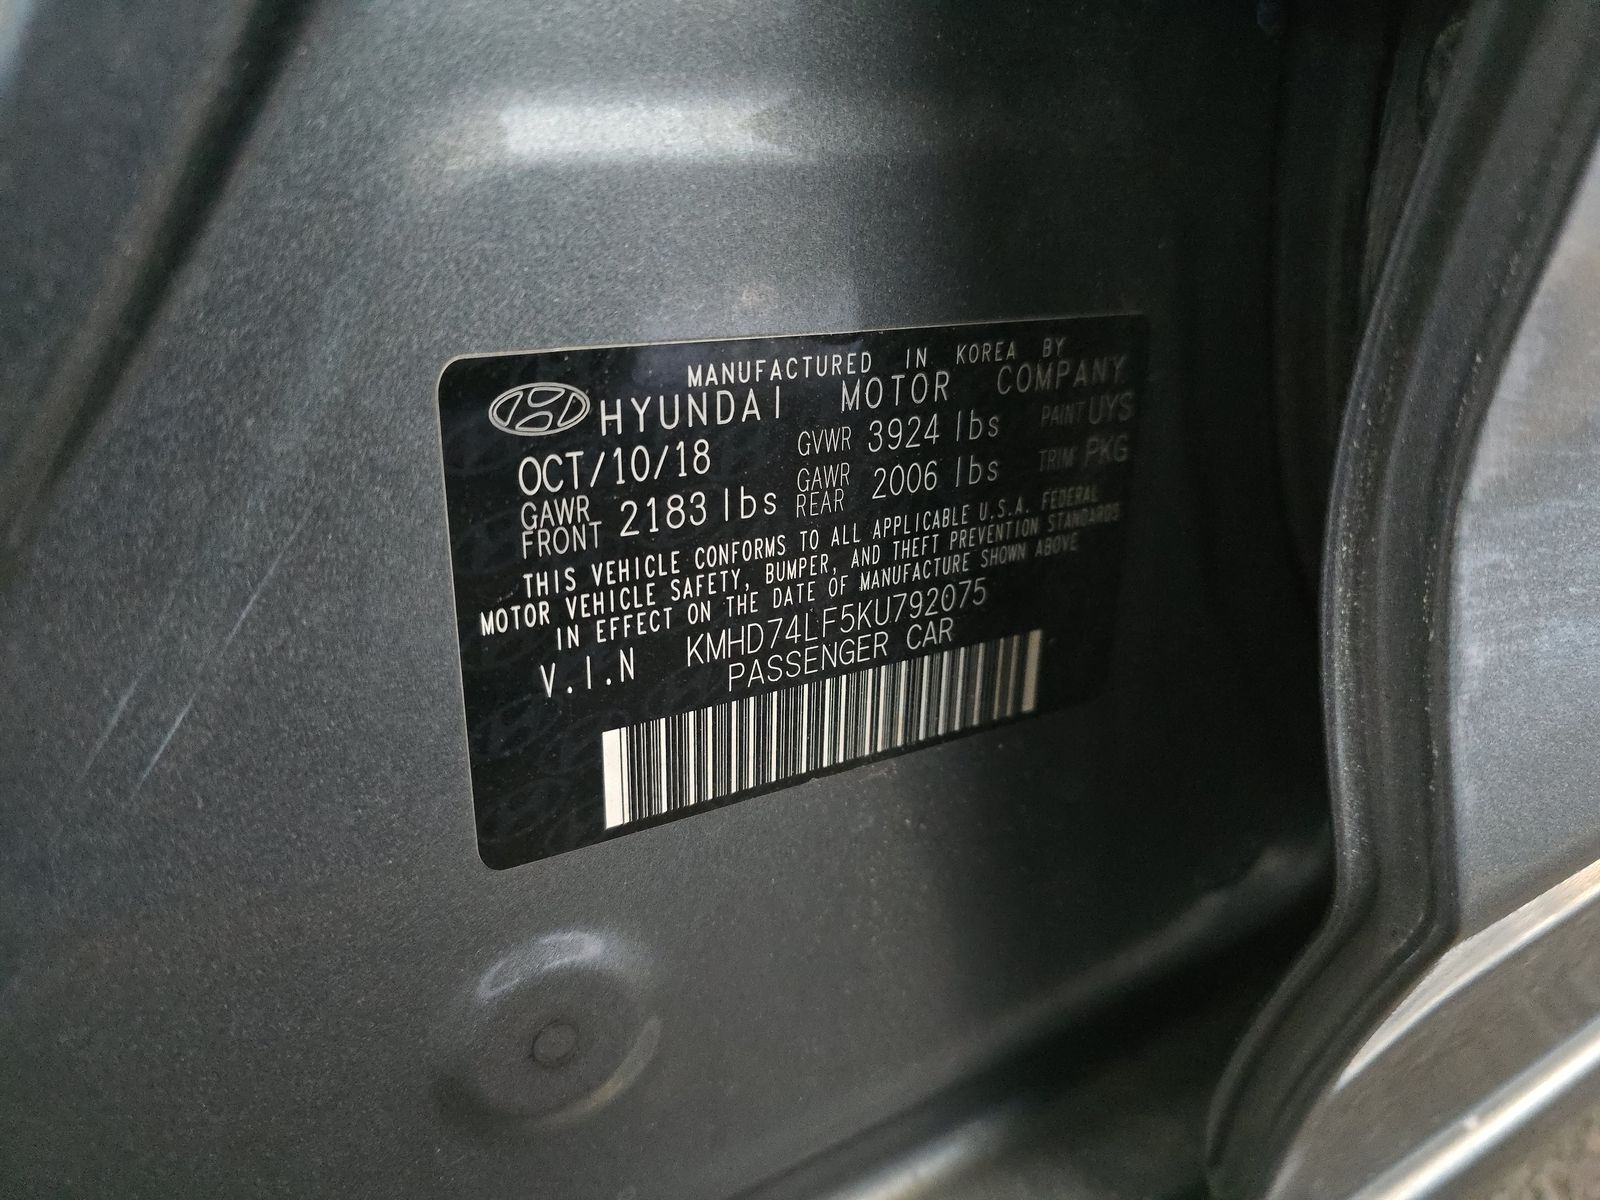 MANUFACTURED IN KOREA BY
HYUNDAI MOTOR COMPANY
OCT/10/18 GVWR 3924 lbs PAINT UYS
GAWR FRONT 2183 lbs GAWR REAR 2006 lbs TRIM PKG
THIS VEHICLE CONFORMS TO ALL APPLICABLE U.S.A. FEDERAL
MOTOR VEHICLE SAFETY, BUMPER, AND THEFT PREVENTION STANDARDS
IN EFFECT ON THE DATE OF MANUFACTURE SHOWN ABOVE
V.I.N KMHD74LF5KU792075
PASSENGER CAR